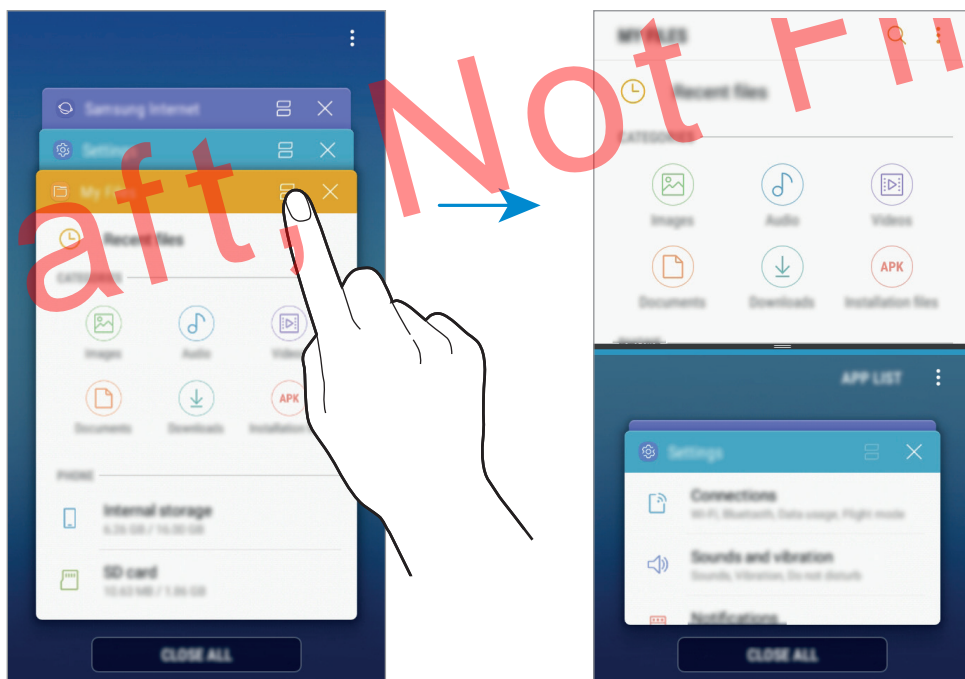 Samsung Internet
Settings
My Files
Recent files
CATEGORIES
Images
Audio
Videos
Documents
Downloads
Installation
APK
PHONE
Internal storage
6.26 GB / 16.00 GB
SD card
10.63 MB / 1.86 GB
CLOSE ALL
MY FILES
Recent files
CATEGORIES
Images
Audio
Videos
APK
Documents
Downloads
Installation files
PHONE
APP LIST
Settings
Connections
Wi-Fi, Bluetooth, Data usage, Flight mode
Sounds and vibration
Sounds, Vibration, Do not disturb
Notifications
CLOSE ALL
aft, Not Fi